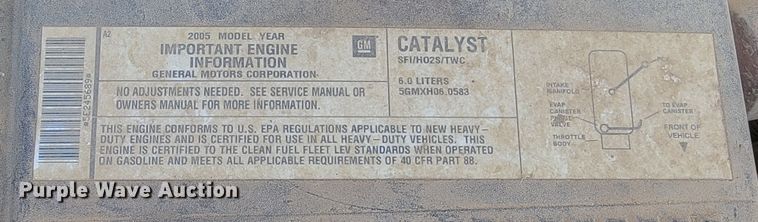 *5E245689*
A2
2005 MODEL YEAR
IMPORTANT ENGINE
INFORMATION
GENERAL MOTORS CORPORATION
GM
NO ADJUSTMENTS NEEDED. SEE SERVICE MANUAL OR
OWNERS MANUAL FOR MORE INFORMATION.
CATALYST
SFI/HO2S/TWC
6.0 LITERS
5GMXH06.0583
THIS ENGINE CONFORMS TO U.S. EPA REGULATIONS APPLICABLE TO NEW HEAVY-
DUTY ENGINES AND IS CERTIFIED FOR USE IN ALL HEAVY-DUTY VEHICLES. THIS
ENGINE IS CERTIFIED TO THE CLEAN FUEL FLEET LEV STANDARDS WHEN OPERATED
ON GASOLINE AND MEETS ALL APPLICABLE REQUIREMENTS OF 40 CFR PART 88.
INTAKE
MANIFOLD
EVAP
CANISTER
PURGE
VALVE
THROTTLE
BODY
TO EVAP
CANISTER
FRONT OF
VEHICLE
Purple Wave Auction